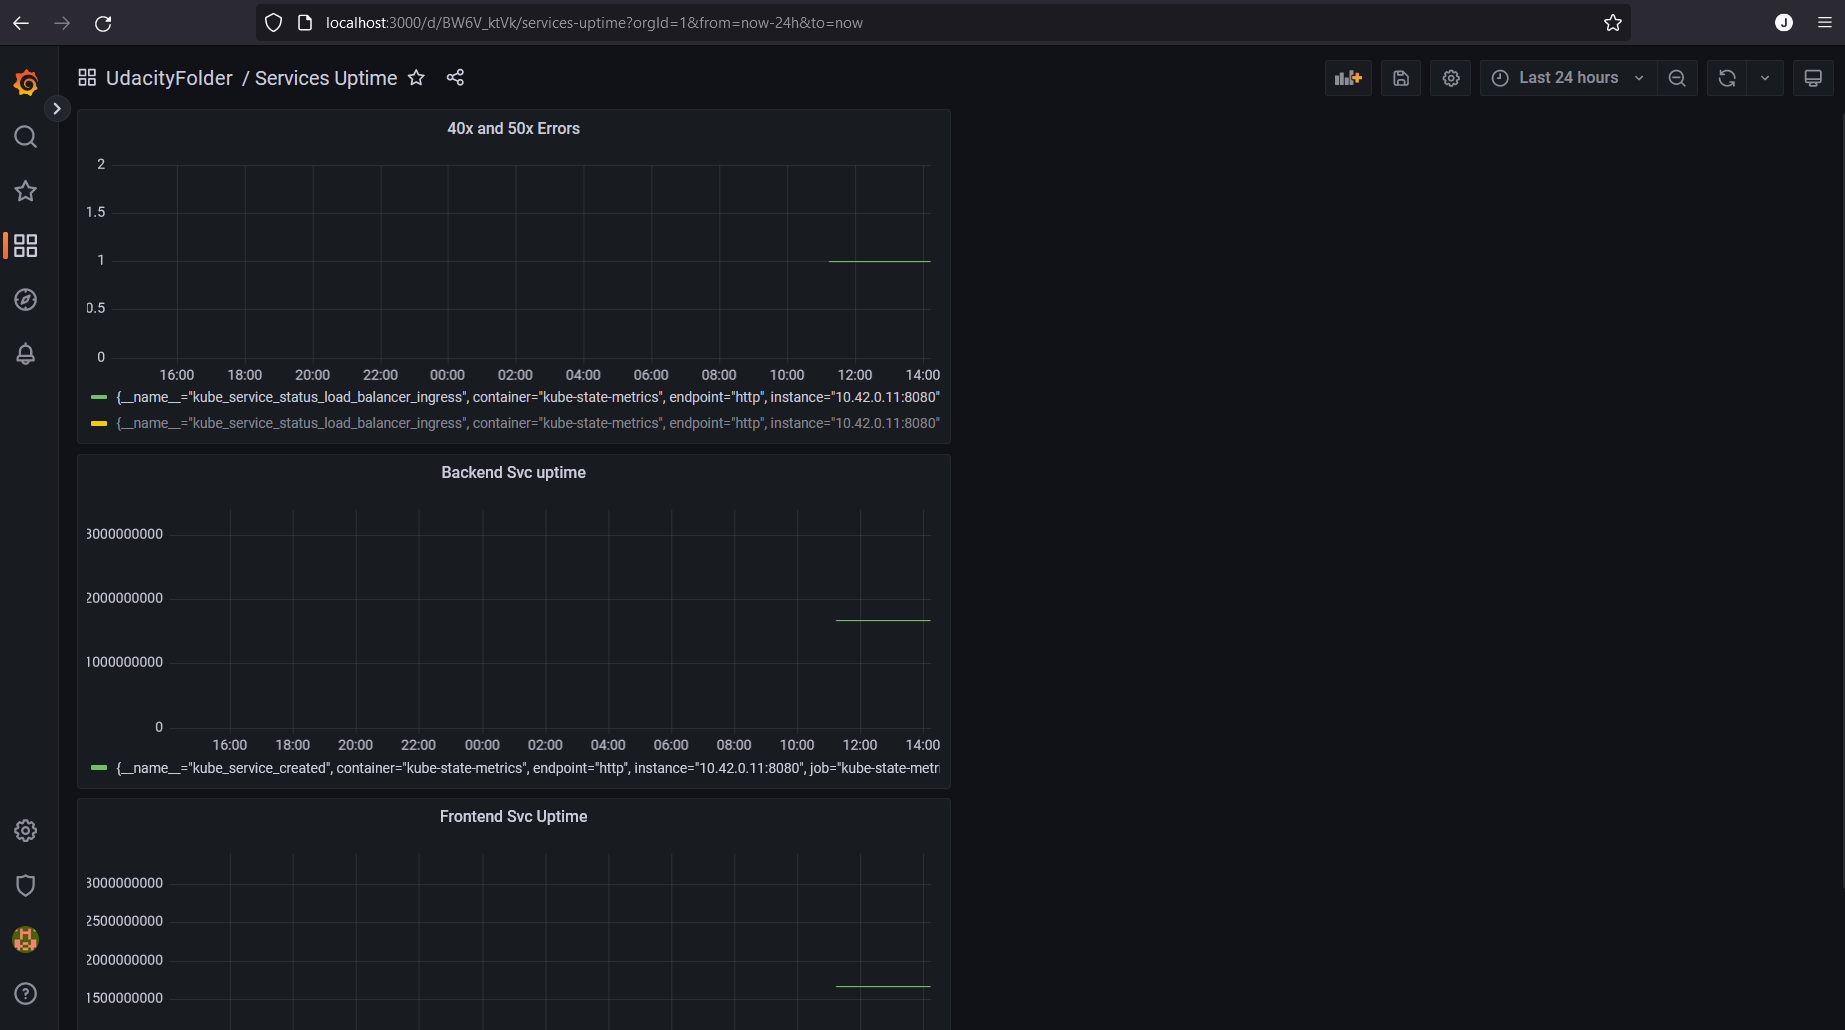 localhost:3000/d/BW6V_ktVk/services-uptime?orgId=1&from=now-24h&to=now
J
UdacityFolder / Services Uptime
Last 24 hours
40x and 50x Errors
2
1.5
1
0.5
0
16:00 18:00 20:00 22:00 00:00 02:00 04:00 06:00 08:00 10:00 12:00 14:00
{__name__="kube_service_status_load_balancer_ingress", container="kube-state-metrics", endpoint="http", instance="10.42.0.11:8080"
{__name__="kube_service_status_load_balancer_ingress", container="kube-state-metrics", endpoint="http", instance="10.42.0.11:8080"
Backend Svc uptime
3000000000
2000000000
1000000000
0
16:00 18:00 20:00 22:00 00:00 02:00 04:00 06:00 08:00 10:00 12:00 14:00
{__name__="kube_service_created", container="kube-state-metrics", endpoint="http", instance="10.42.0.11:8080", job="kube-state-metri
Frontend Svc Uptime
3000000000
2500000000
2000000000
1500000000